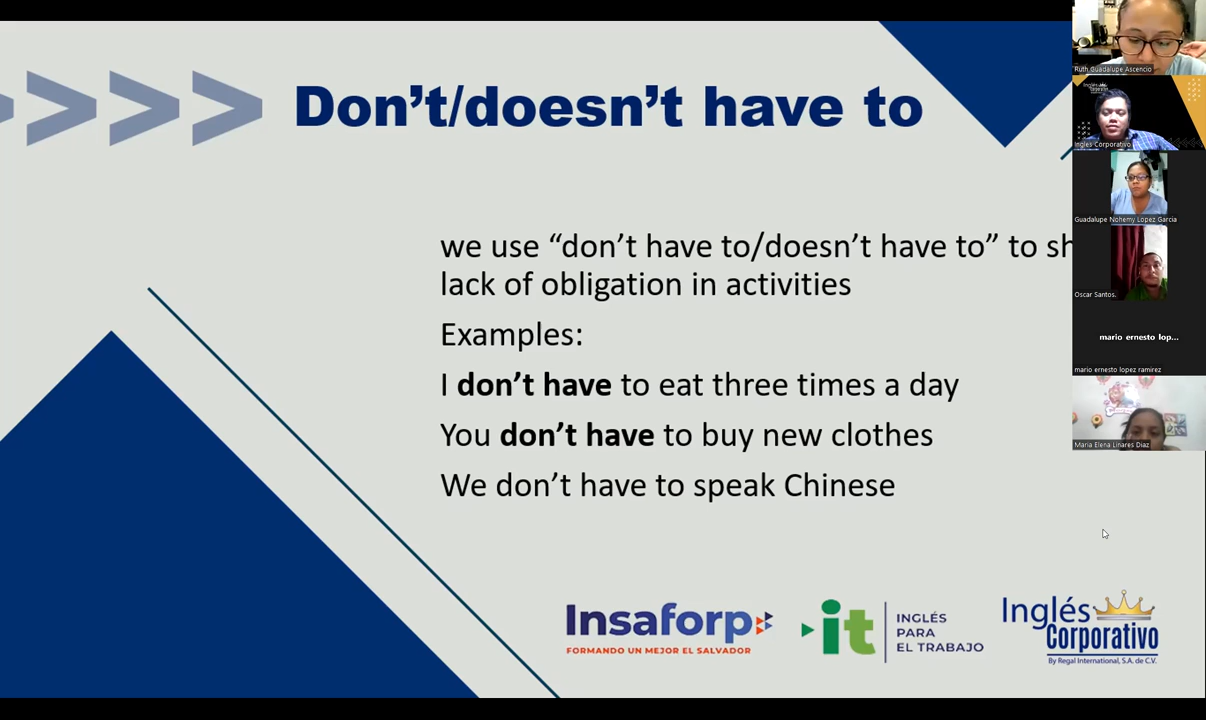 Don't/doesn't have to
we use “don't have to/doesn't have to” to
lack of obligation in activities
Examples:
I don't have to eat three times a day
You don't have to buy new clothes
We don't have to speak Chinese
Insaforp
FORMANDO UN MEJOR EL SALVADOR
it
INGLÉS
PARA
EL TRABAJO
Inglés
Corporativo
By Regal International, S.A. de C.V.
Ruth Guadalupe Ascencio
Ingles Corporativo
Guadalupe Nohemy Lopez Garcia
Oscar Santos.
mario ernesto lop...
mario ernesto lopez ramirez
Maria Elena Linares Diaz